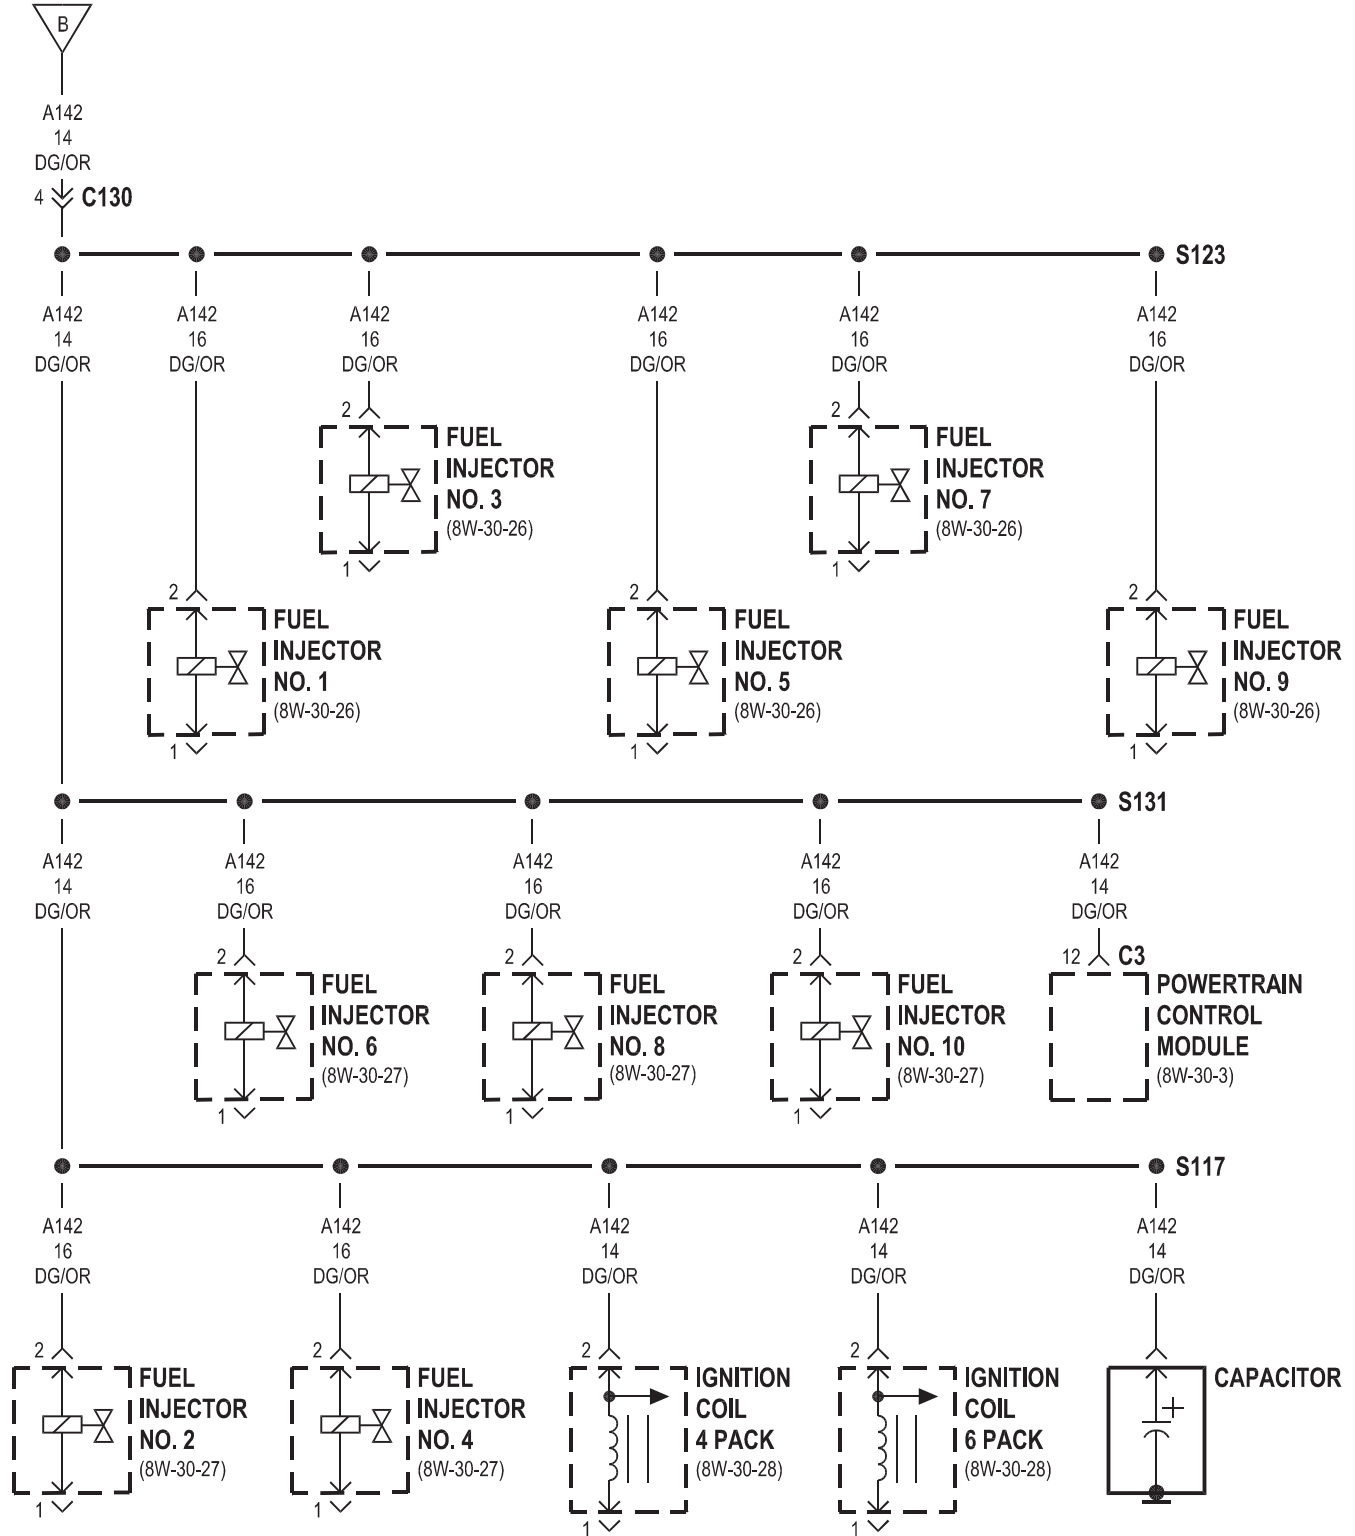 B
A142
14
DG/OR
4 C130
S123
A142 A142 A142 A142 A142 A142
14 16 16 16 16 16
DG/OR DG/OR DG/OR DG/OR DG/OR DG/OR
2 2
FUEL FUEL
INJECTOR INJECTOR
NO. 3 NO. 7
(8W-30-26) (8W-30-26)
1 1
2 2 2
FUEL FUEL FUEL
INJECTOR INJECTOR INJECTOR
NO. 1 NO. 5 NO. 9
(8W-30-26) (8W-30-26) (8W-30-26)
1 1 1
S131
A142 A142 A142 A142 A142
14 16 16 16 14
DG/OR DG/OR DG/OR DG/OR DG/OR
2 2 2 12 C3
FUEL FUEL FUEL POWERTRAIN
INJECTOR INJECTOR INJECTOR CONTROL
NO. 6 NO. 8 NO. 10 MODULE
(8W-30-27) (8W-30-27) (8W-30-27) (8W-30-3)
1 1 1
S117
A142 A142 A142 A142 A142
16 16 14 14 14
DG/OR DG/OR DG/OR DG/OR DG/OR
2 2 2 2
FUEL FUEL IGNITION IGNITION CAPACITOR
INJECTOR INJECTOR COIL COIL +
NO. 2 NO. 4 4 PACK 6 PACK
(8W-30-27) (8W-30-27) (8W-30-28) (8W-30-28)
1 1 1 1